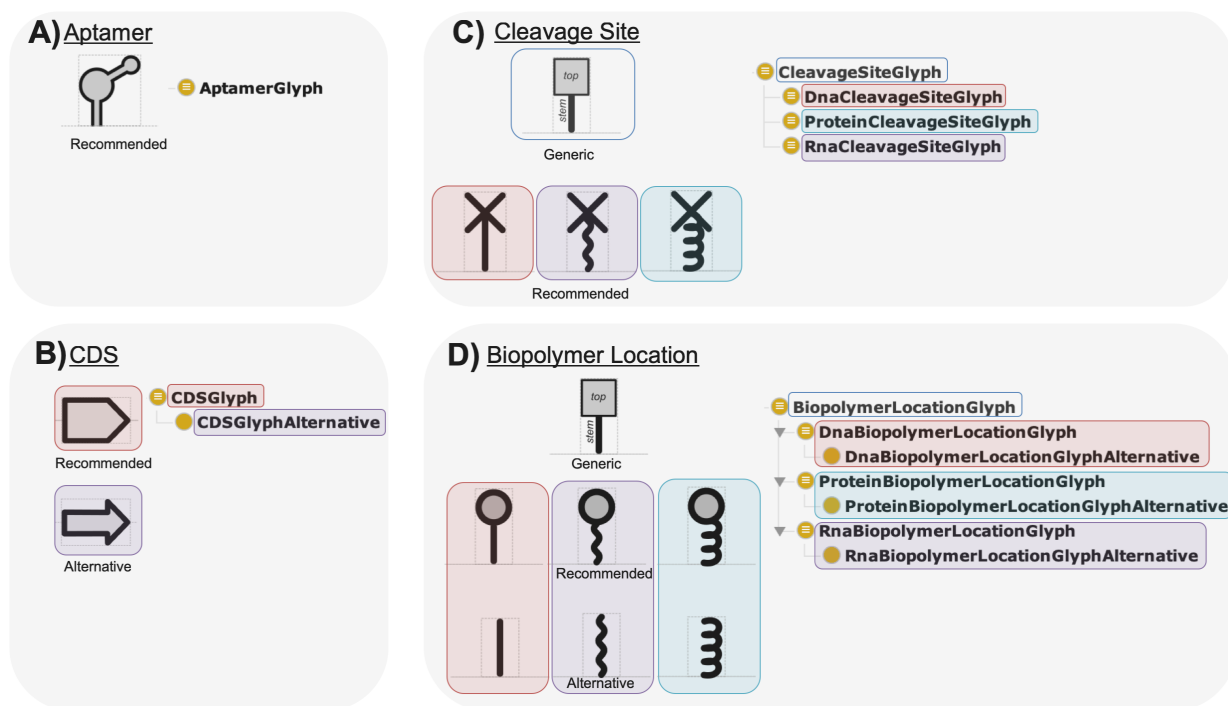 A) Aptamer
AptamerGlyph
Recommended
B) CDS
CDSGlyph
CDSGlyphAlternative
Recommended
Alternative
C) Cleavage Site
top
stem
Generic
CleavageSiteGlyph
DnaCleavageSiteGlyph
ProteinCleavageSiteGlyph
RnaCleavageSiteGlyph
Recommended
D) Biopolymer Location
top
stem
Generic
BiopolymerLocationGlyph
DnaBiopolymerLocationGlyph
DnaBiopolymerLocationGlyphAlternative
ProteinBiopolymerLocationGlyph
ProteinBiopolymerLocationGlyphAlternative
RnaBiopolymerLocationGlyph
RnaBiopolymerLocationGlyphAlternative
Recommended
Alternative